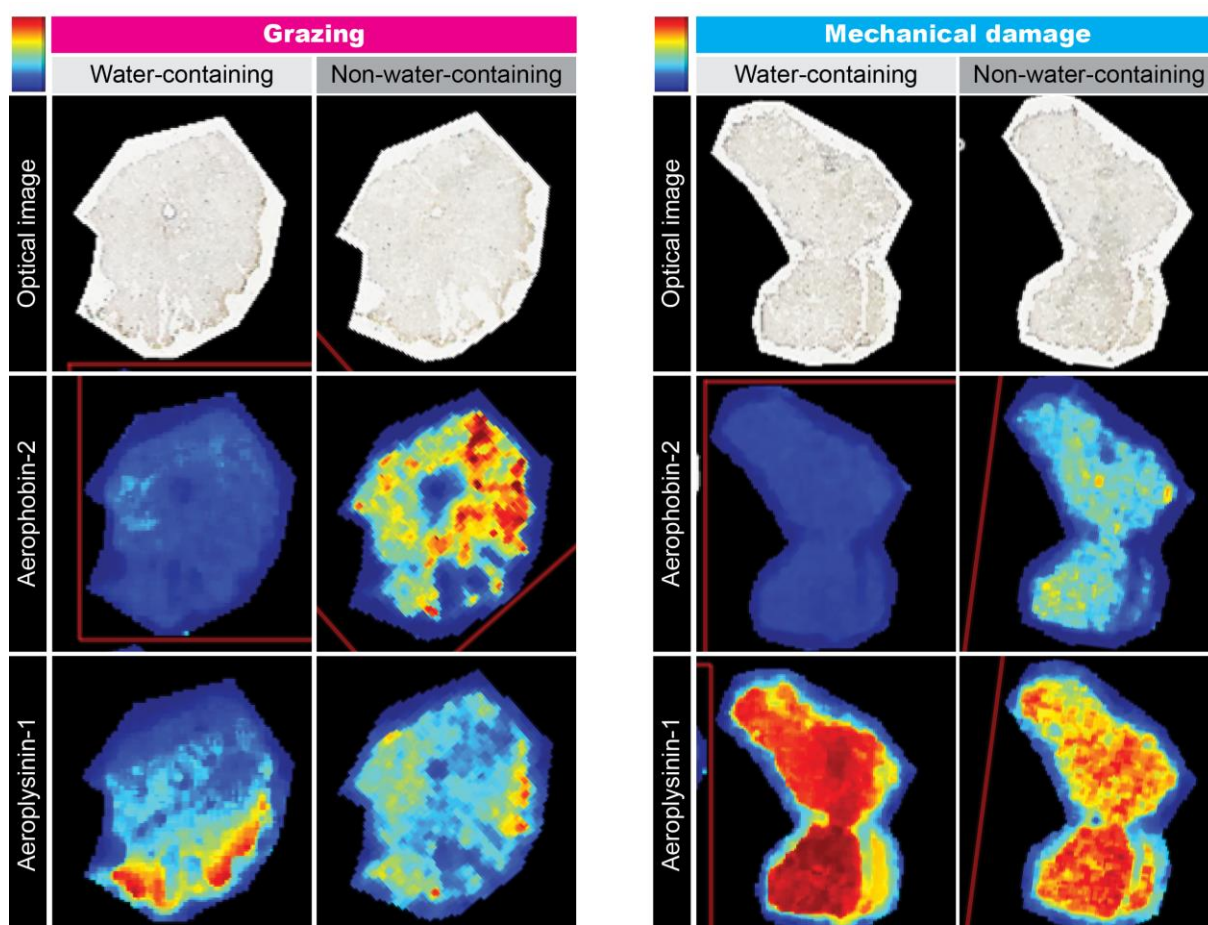 Grazing
Mechanical damage
Water-containing
Non-water-containing
Water-containing
Non-water-containing
Optical image
Optical image
Aerophobin-2
Aerophobin-2
Aeroplysinin-1
Aeroplysinin-1